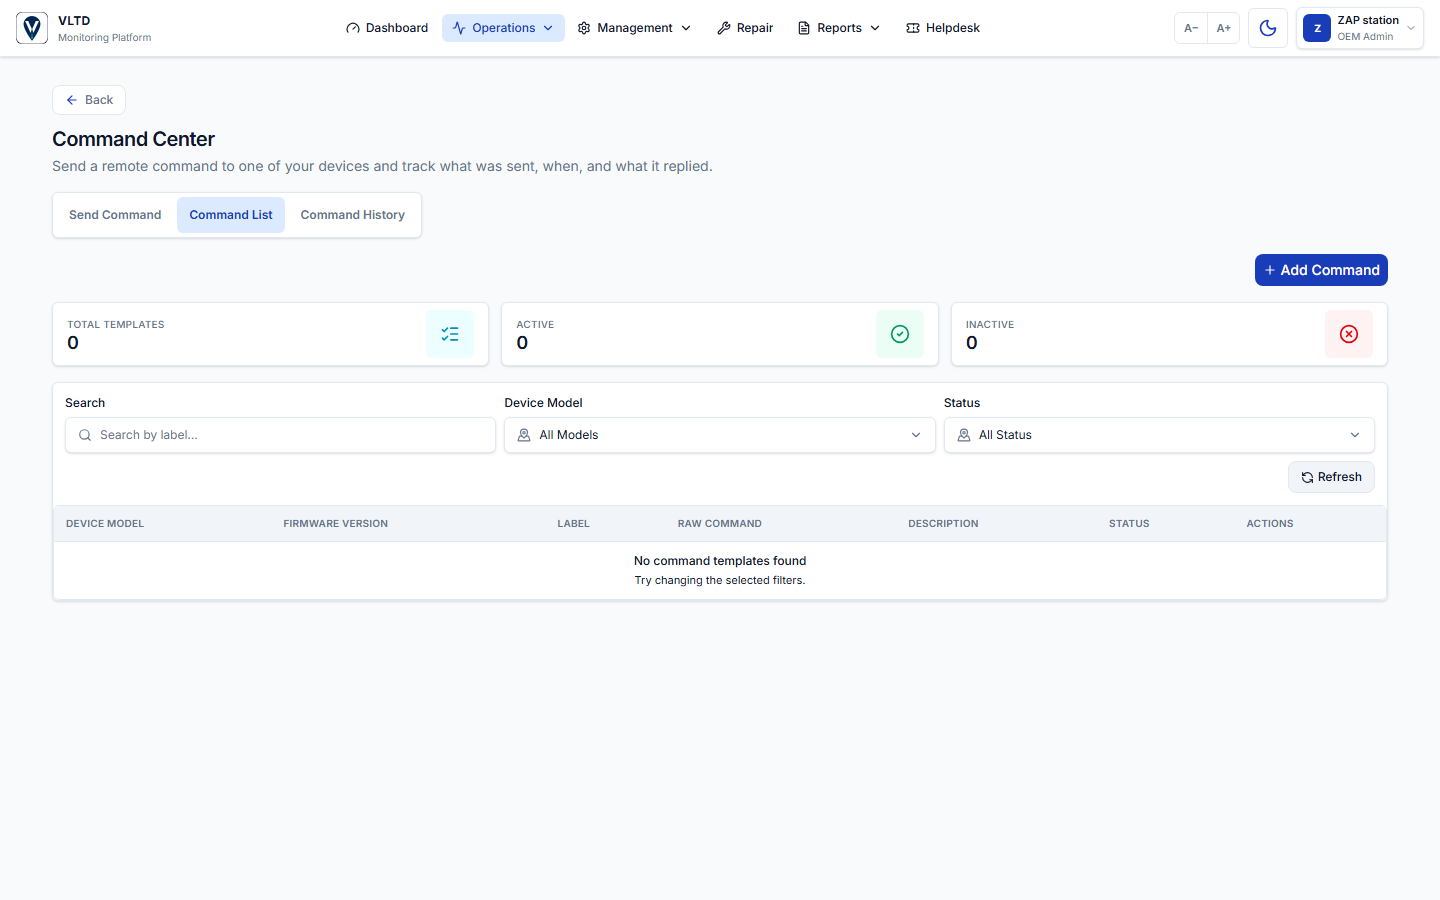 VLTD
Monitoring Platform
Dashboard
Operations
Management
Repair
Reports
Helpdesk
A−
A+
Z
ZAP station
OEM Admin
Back
Command Center
Send a remote command to one of your devices and track what was sent, when, and what it replied.
Send Command
Command List
Command History
+ Add Command
TOTAL TEMPLATES
0
ACTIVE
0
INACTIVE
0
Search
Device Model
Status
Search by label...
All Models
All Status
Refresh
DEVICE MODEL
FIRMWARE VERSION
LABEL
RAW COMMAND
DESCRIPTION
STATUS
ACTIONS
No command templates found
Try changing the selected filters.